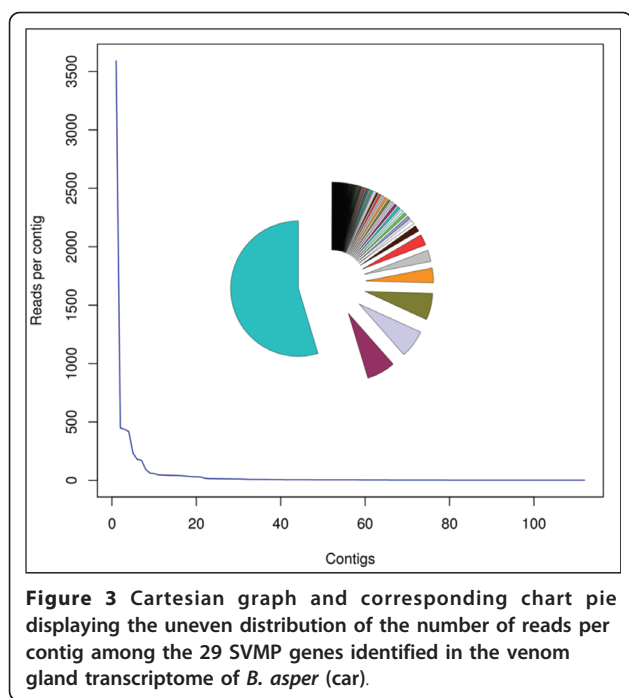 3500
3000
2500
2000
1500
1000
500
0
Reads per contig
0 20 40 60 80 100
Contigs
Figure 3 Cartesian graph and corresponding chart pie
displaying the uneven distribution of the number of reads per
contig among the 29 SVMP genes identified in the venom
gland transcriptome of B. asper (car).